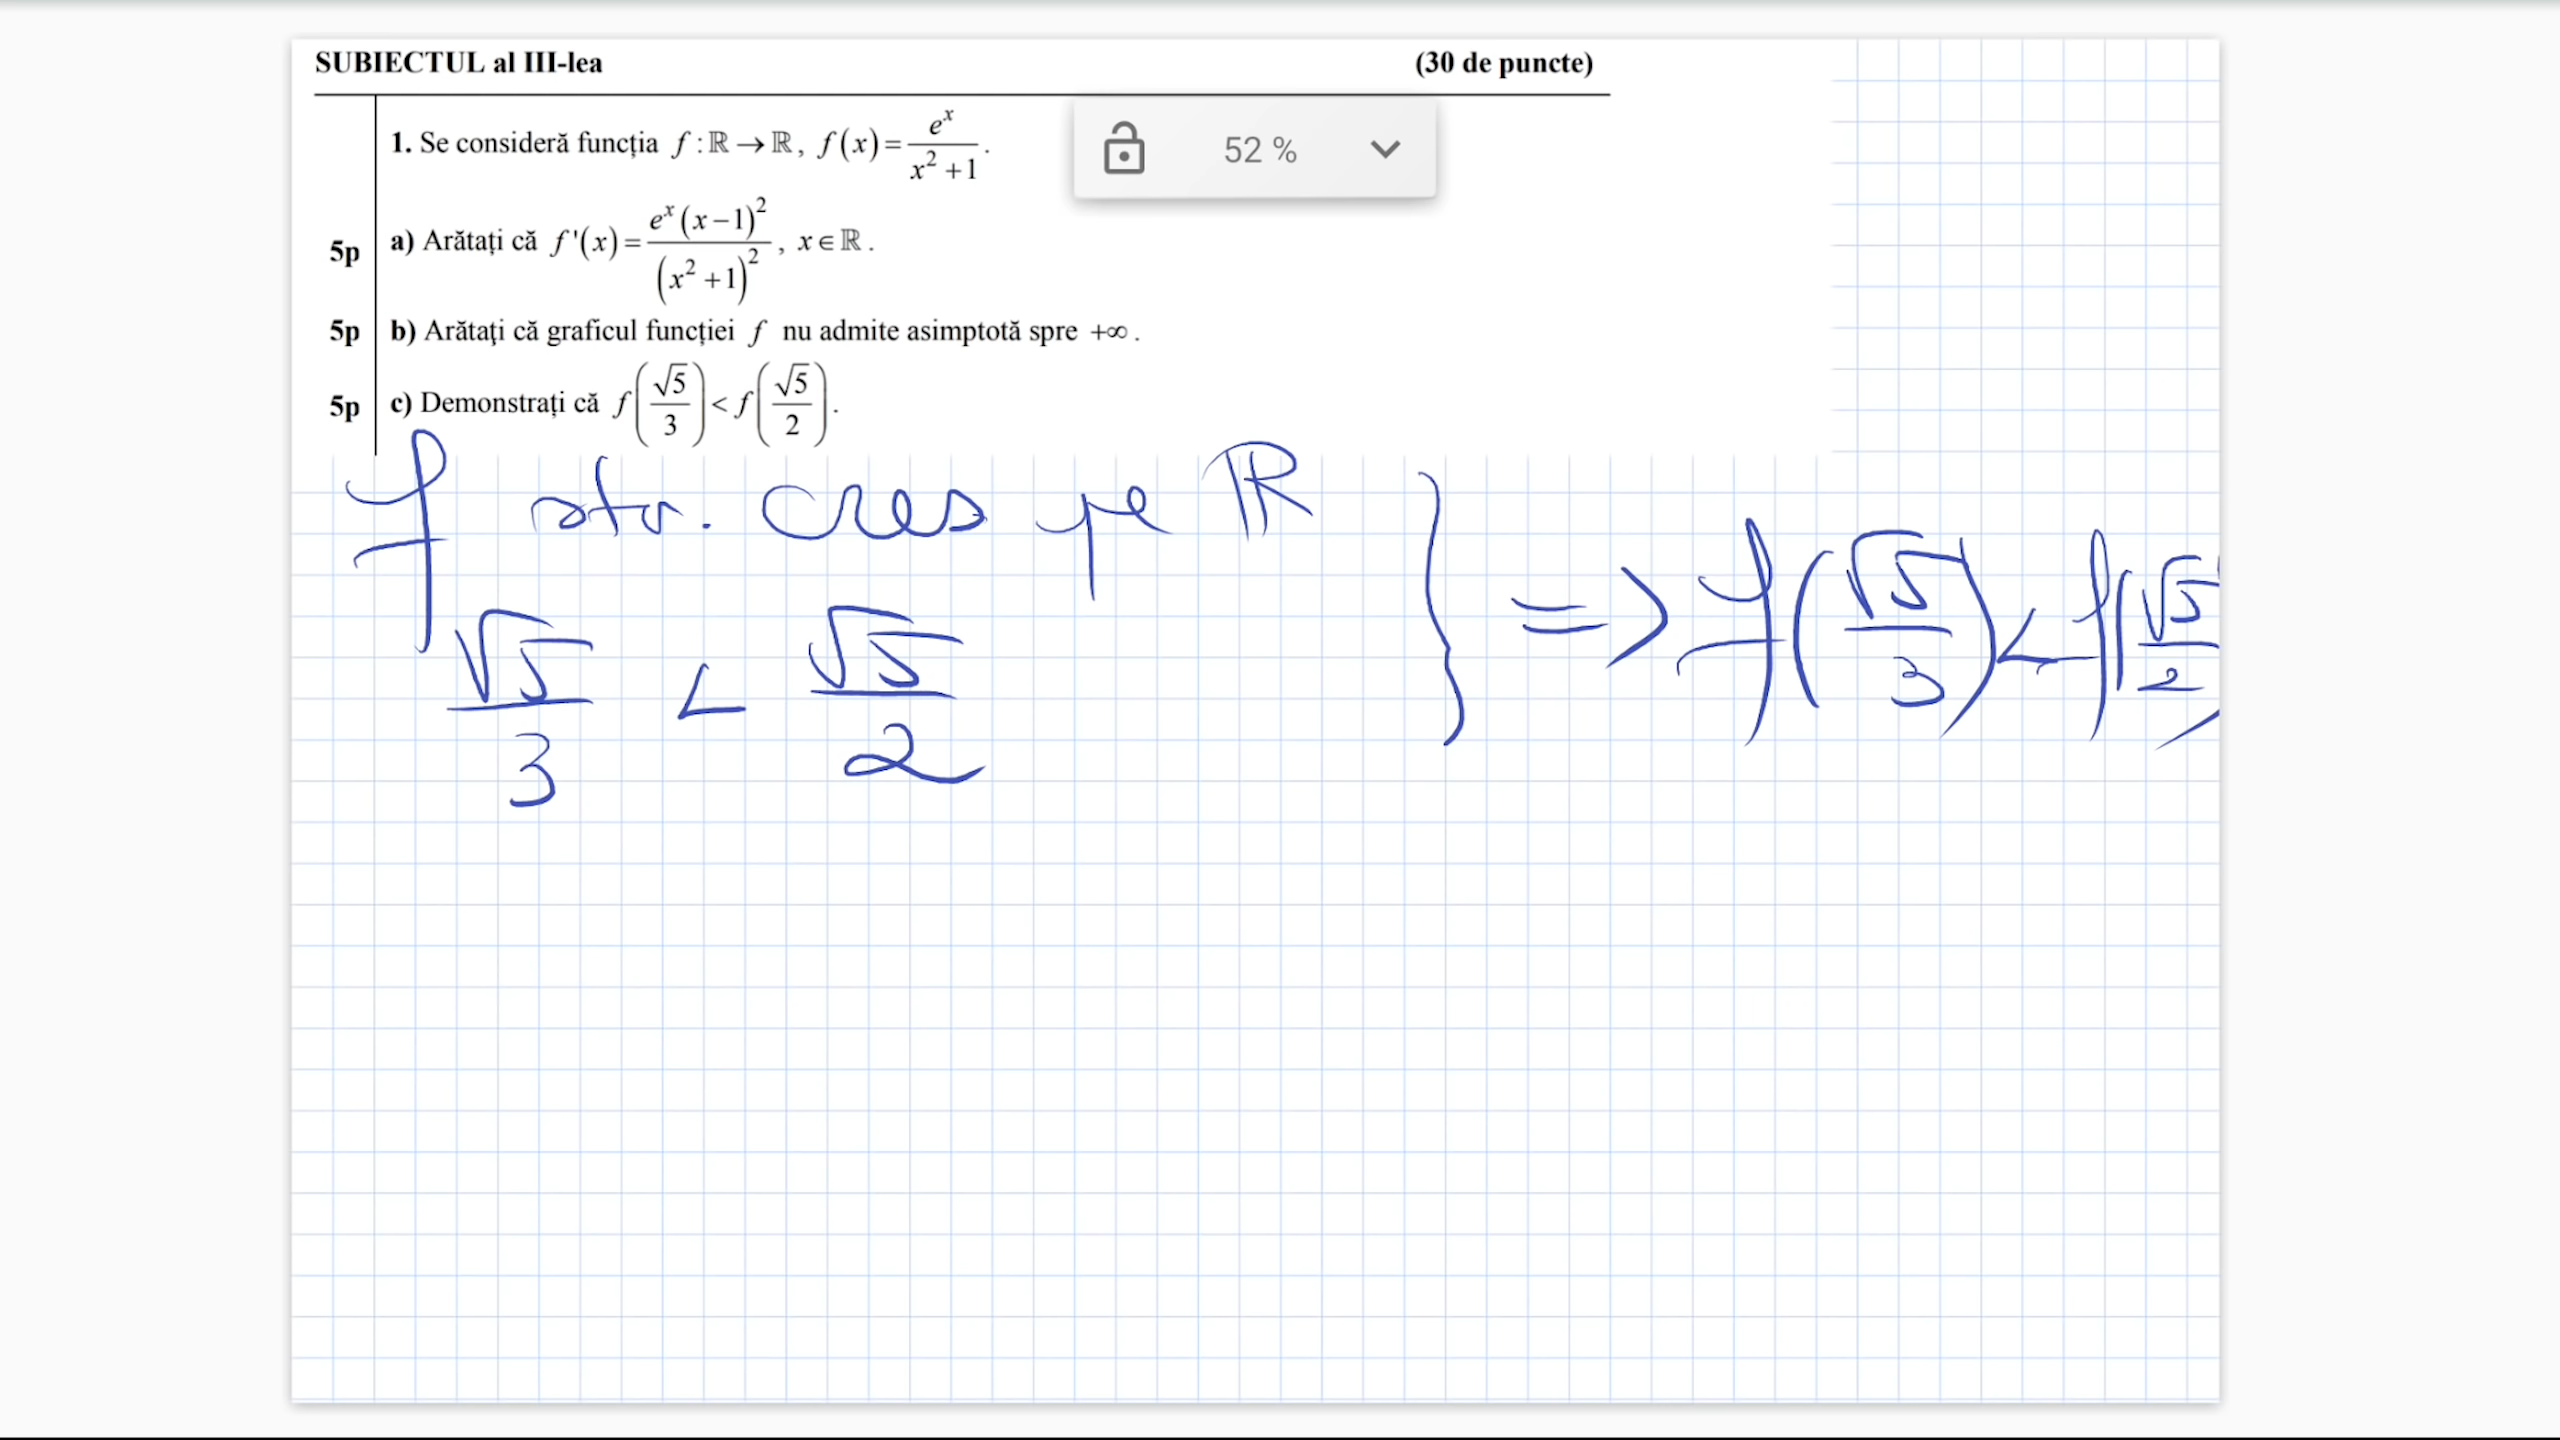 SUBIECTUL al III-lea (30 de puncte)
1. Se consideră funcția f : ℝ → ℝ, f(x) = e^x / (x² + 1).
52 %
5p a) Arătați că f'(x) = e^x (x − 1)² / (x² + 1)², x ∈ ℝ.
5p b) Arătați că graficul funcției f nu admite asimptotă spre +∞.
5p c) Demonstrați că f(√5/3) < f(√5/2).
f str. cres pe ℝ
√5/3 < √5/2 } => f(√5/3) < f(√5/2)